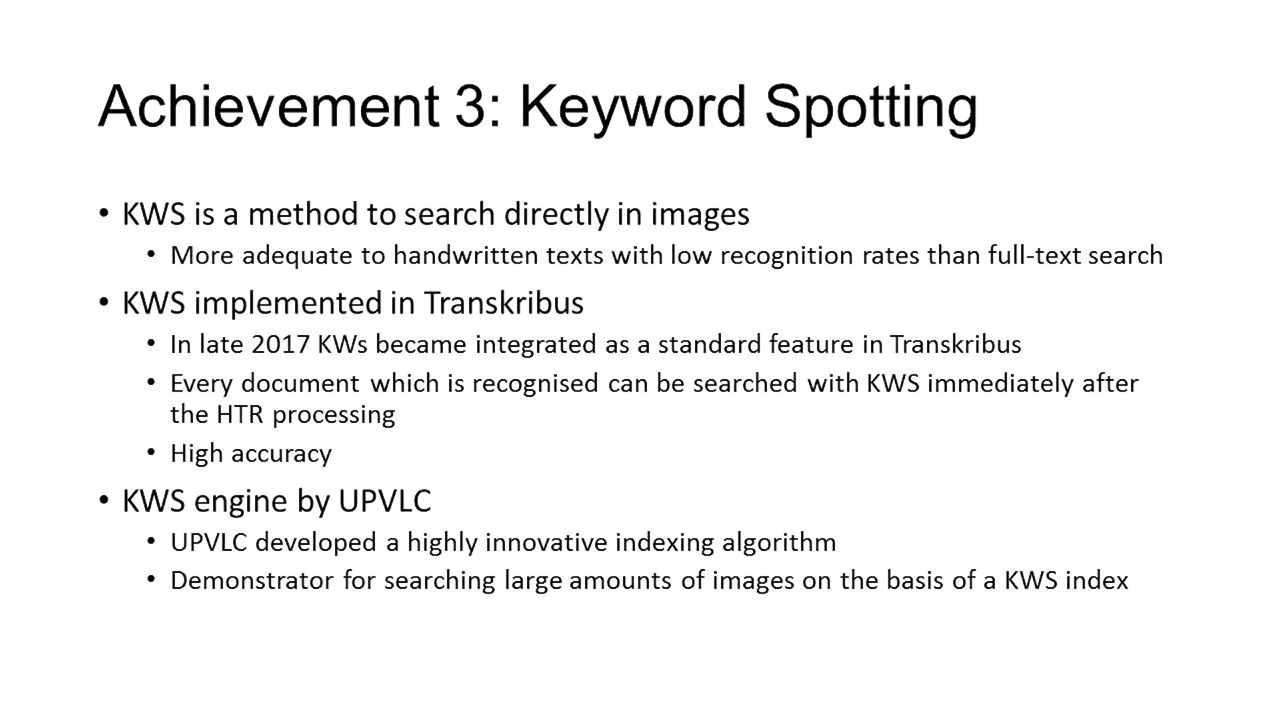 Achievement 3: Keyword Spotting
• KWS is a method to search directly in images
• More adequate to handwritten texts with low recognition rates than full-text search
• KWS implemented in Transkribus
• In late 2017 KWs became integrated as a standard feature in Transkribus
• Every document which is recognised can be searched with KWS immediately after
the HTR processing
• High accuracy
• KWS engine by UPVLC
• UPVLC developed a highly innovative indexing algorithm
• Demonstrator for searching large amounts of images on the basis of a KWS index